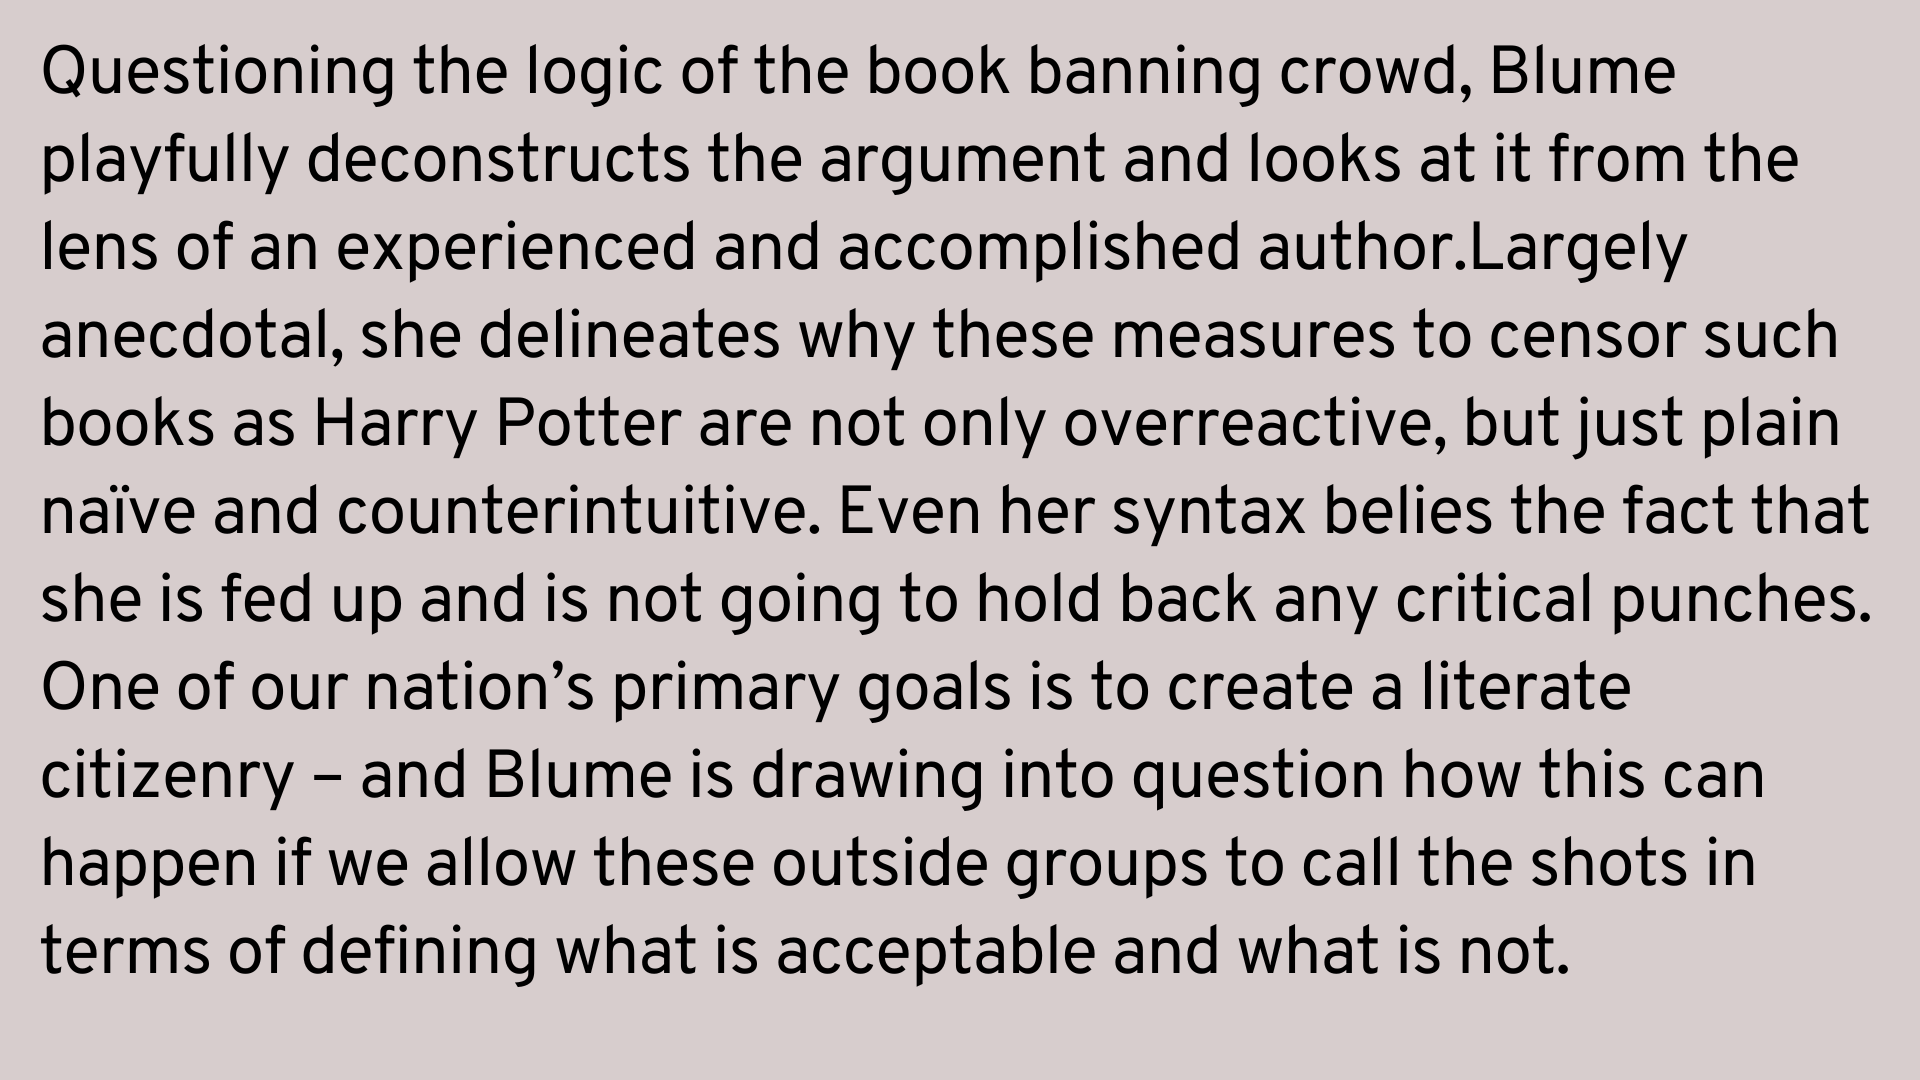 Questioning the logic of the book banning crowd, Blume
playfully deconstructs the argument and looks at it from the
lens of an experienced and accomplished author.Largely
anecdotal, she delineates why these measures to censor such
books as Harry Potter are not only overreactive, but just plain
naïve and counterintuitive. Even her syntax belies the fact that
she is fed up and is not going to hold back any critical punches.
One of our nation’s primary goals is to create a literate
citizenry – and Blume is drawing into question how this can
happen if we allow these outside groups to call the shots in
terms of defining what is acceptable and what is not.